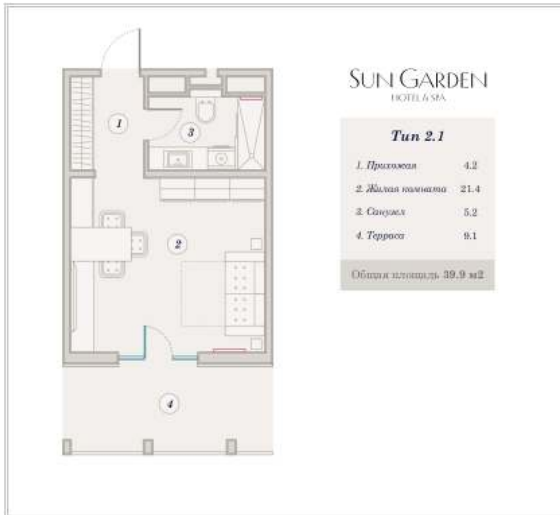 1
3
2
4
SUN GARDEN
HOTEL & SPA
Тип 2.1
1. Прихожая 4.2
2. Жилая комната 21.4
3. Санузел 5.2
4. Терраса 9.1
Общая площадь 39.9 м2